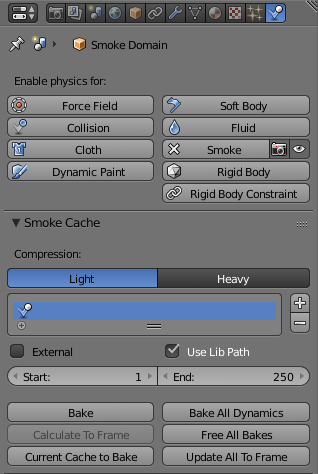 Smoke Domain
Enable physics for:
Force Field Soft Body
Collision Fluid
Cloth Smoke
Dynamic Paint Rigid Body
Rigid Body Constraint
Smoke Cache
Compression:
Light Heavy
External Use Lib Path
Start: 1 End: 250
Bake Bake All Dynamics
Calculate To Frame Free All Bakes
Current Cache to Bake Update All To Frame